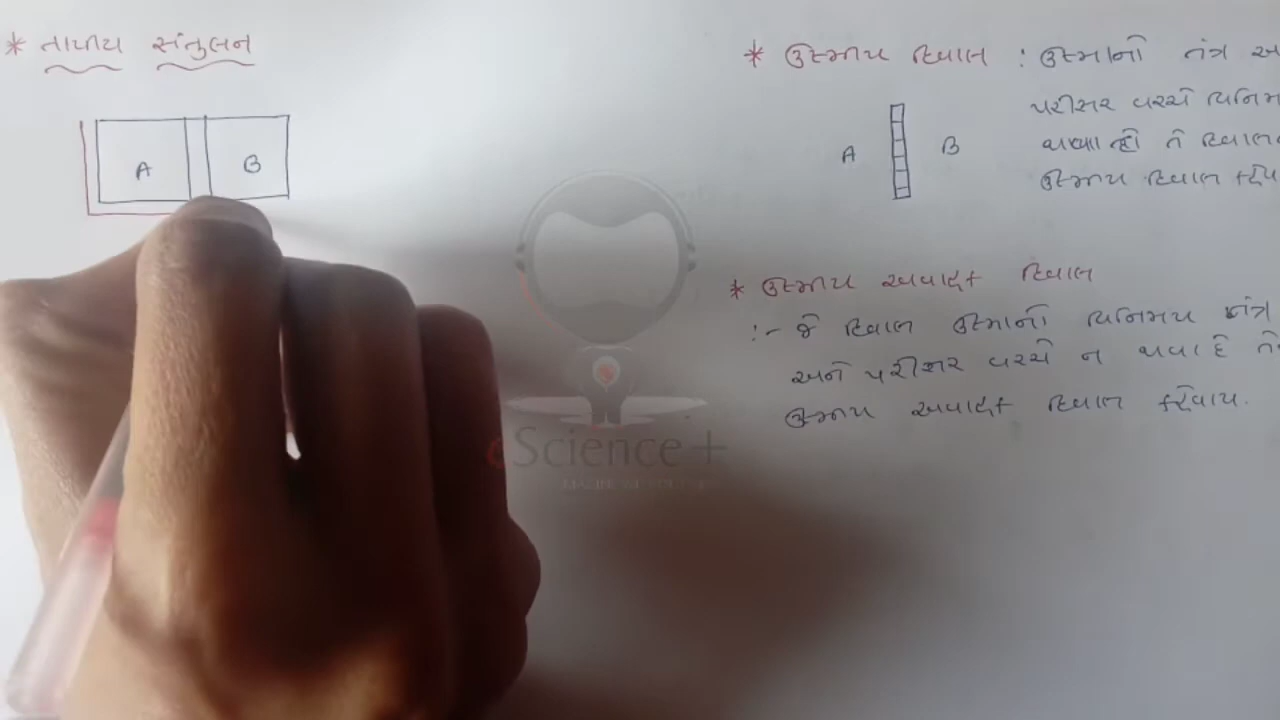 * તાપીય સંતુલન
A
B
* ઉષ્મીય દિવાલ : ઉષ્માનો તંત્ર અ
પરીસર વચ્ચે વિનિમ
થવા દે તે દિવાલ
ઉષ્મીય દિવાલ કહેવ
A
B
* ઉષ્મીય અવાહક દિવાલ
:- જે દિવાલ ઉષ્માનો વિનિમય તંત્ર
અને પરીસર વચ્ચે ન થવા દે તે
ઉષ્મીય અવાહક દિવાલ કહેવાય.
eScience+